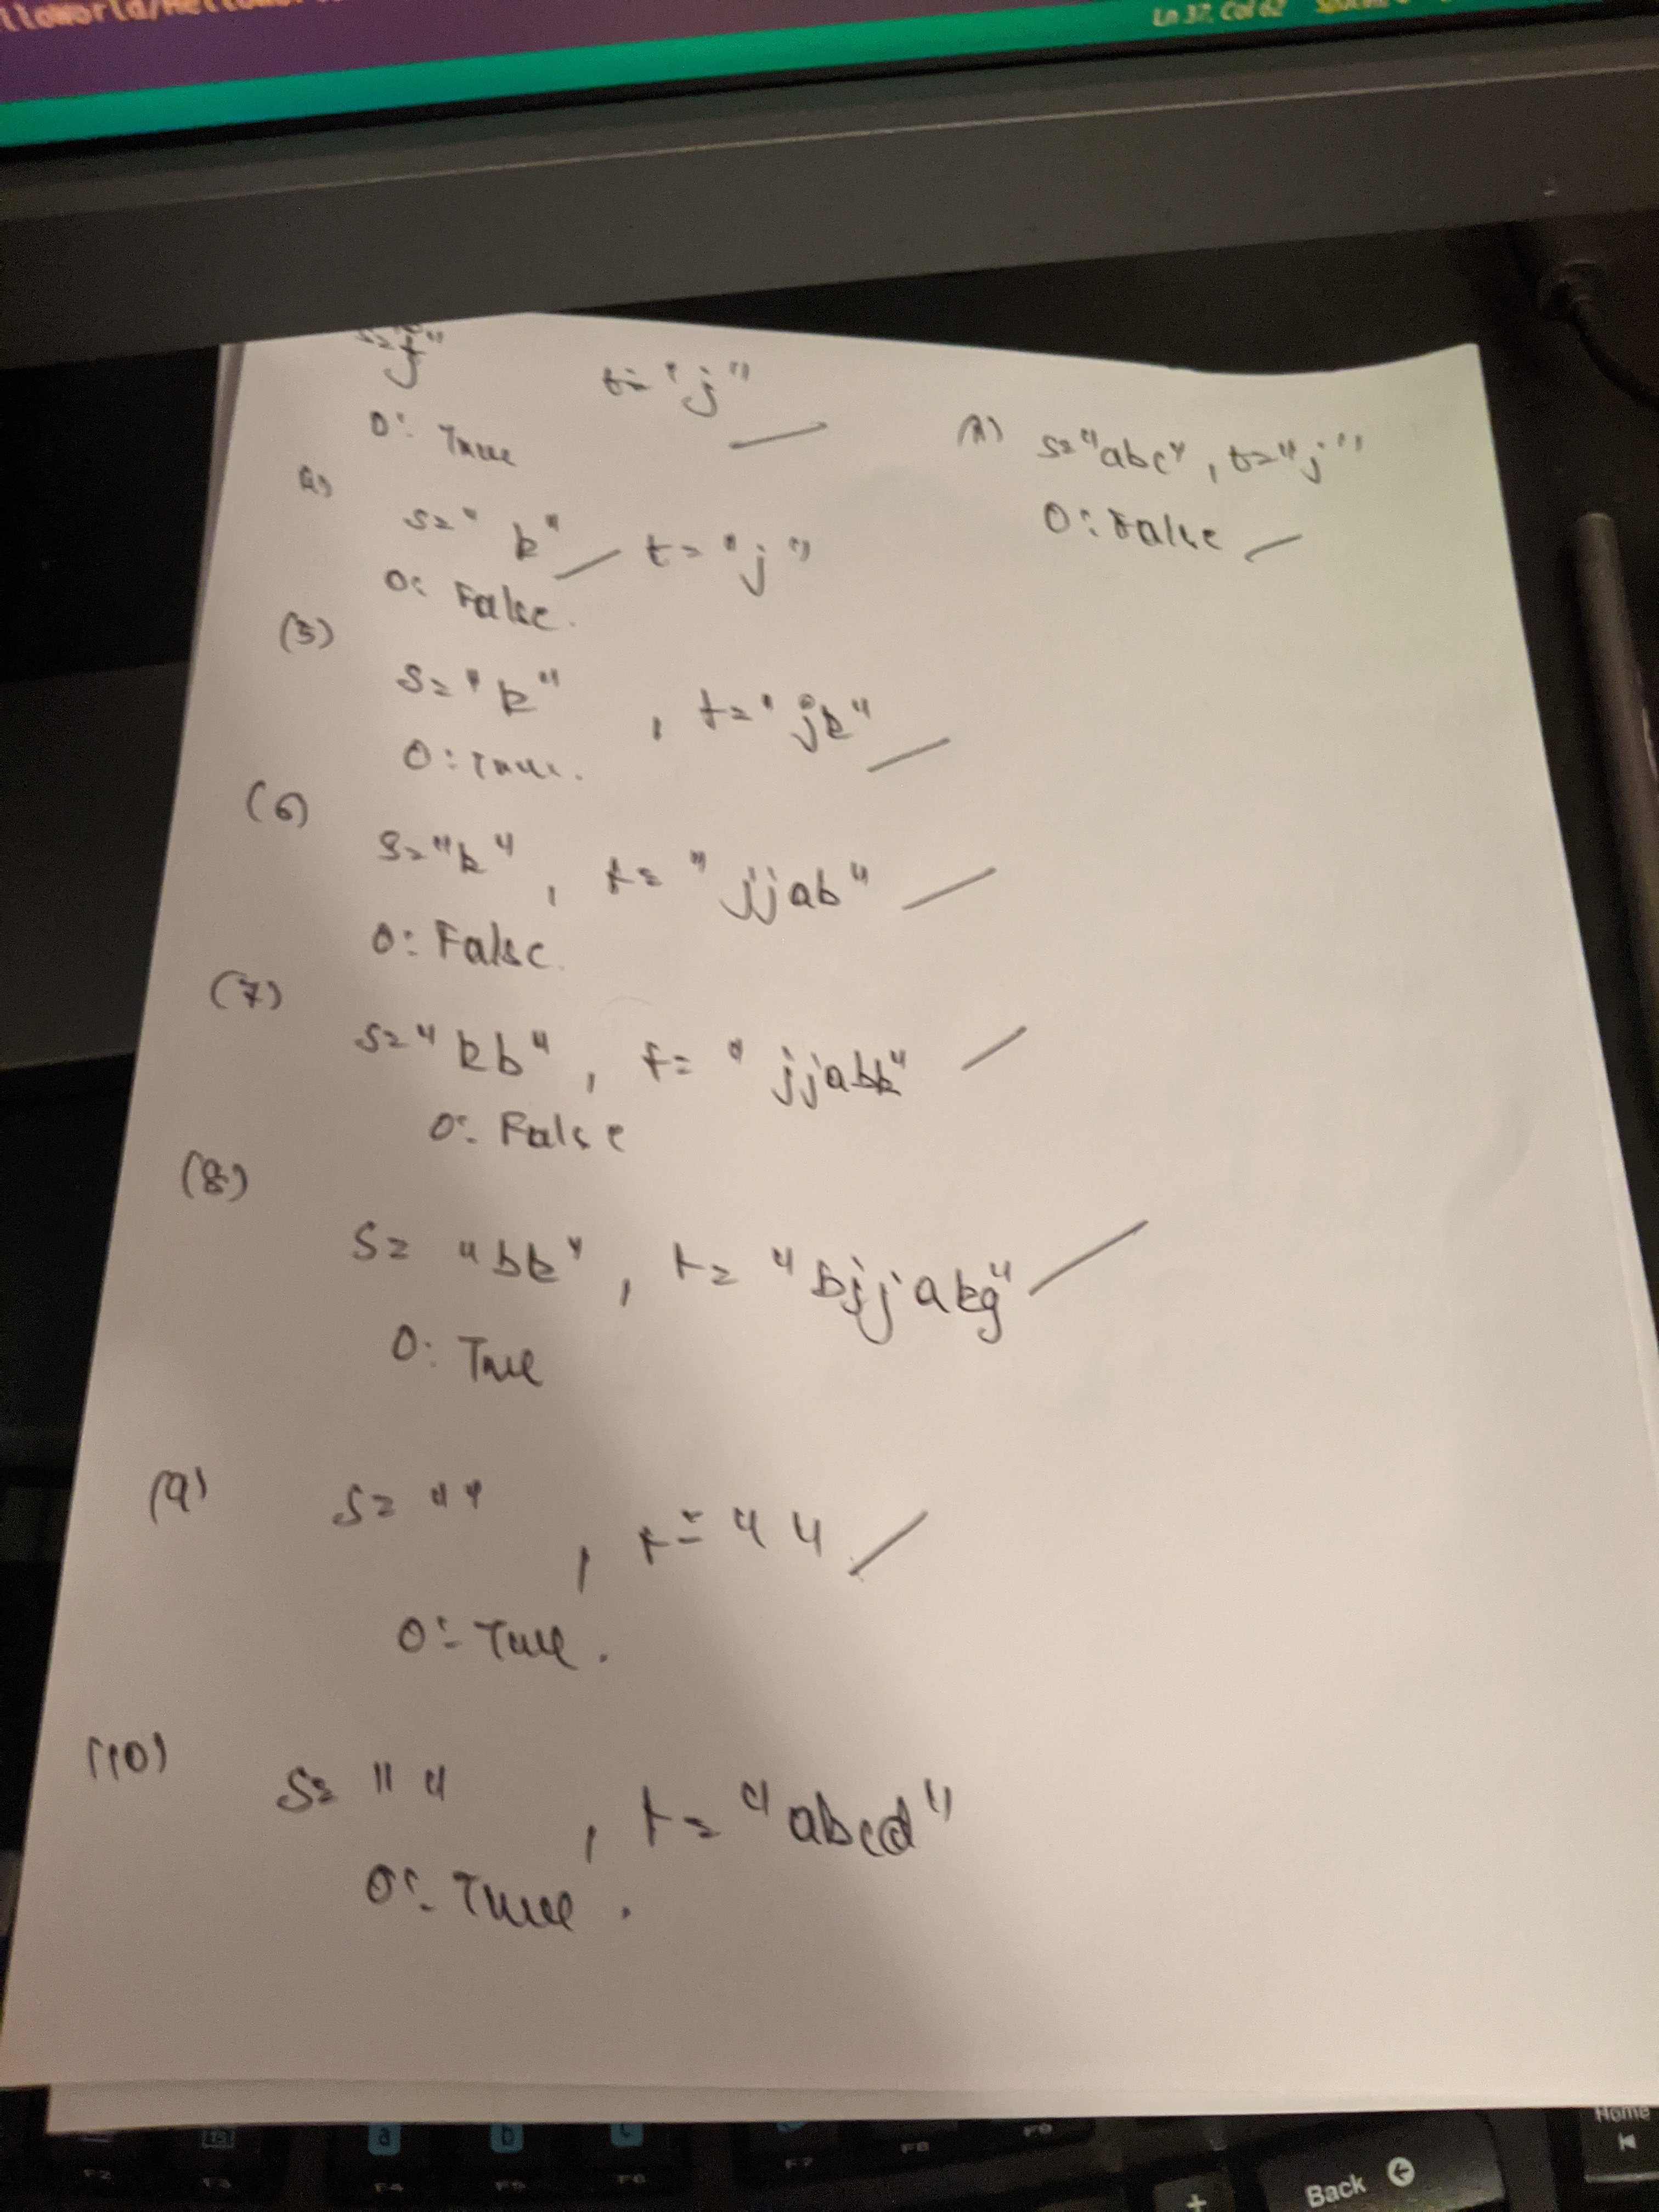 Ln 37, Col 62
s="j" t="j"
O: True
2) s="abc", t="j"
O: False
4)
s="k" t="j"
O: False.
(5)
s="k", t="jk"
O: True.
(6)
s="k", t="jjab"
O: False.
(7)
s="kb", t="jjabk"
O: False
(8)
s="bk", t="bjjakg"
O: True
(9) s="", t=""
O: True.
(10) s="", t="abcd"
O: True.
a b c
F2 F3 F4 F5 F6 F7 F8 F9
Home
+ Back